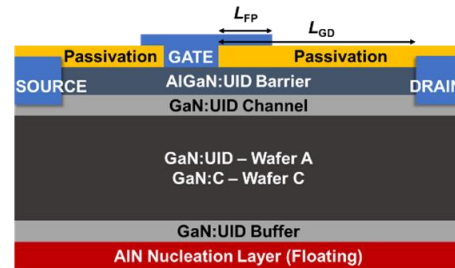 LFP
LGD
Passivation GATE Passivation
SOURCE AlGaN:UID Barrier DRAIN
GaN:UID Channel
GaN:UID – Wafer A
GaN:C – Wafer C
GaN:UID Buffer
AlN Nucleation Layer (Floating)